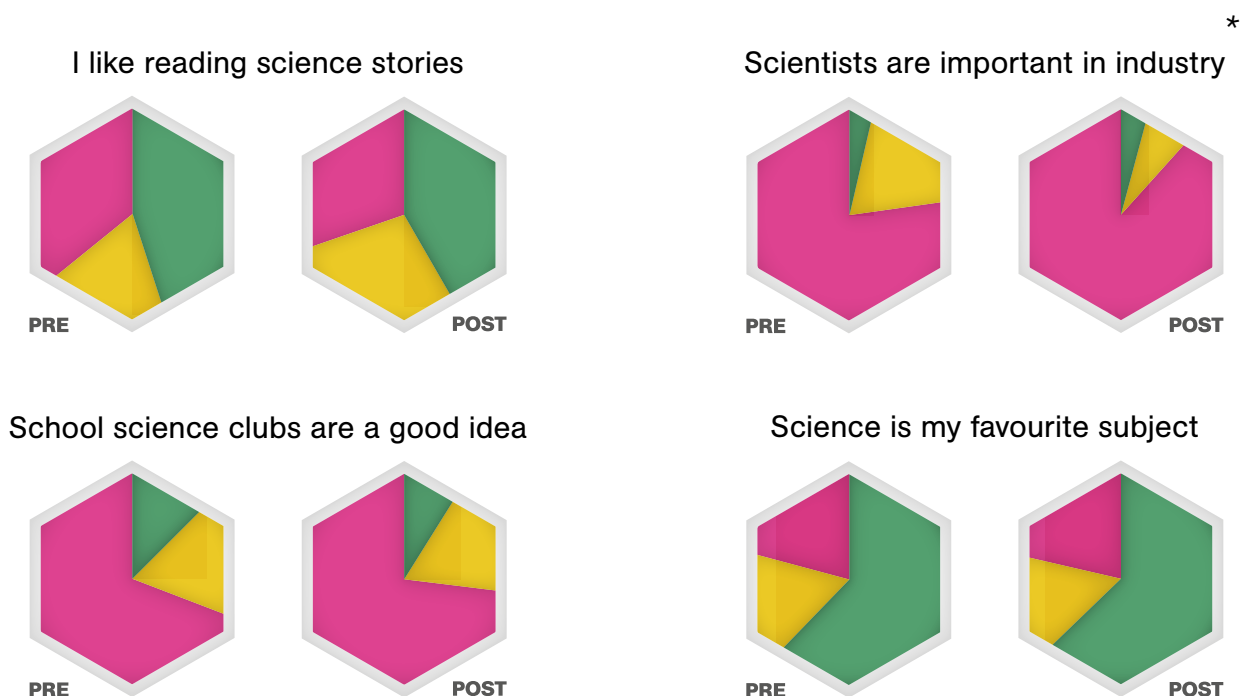 *
I like reading science stories
Scientists are important in industry
PRE
POST
PRE
POST
School science clubs are a good idea
Science is my favourite subject
PRE
POST
PRE
POST